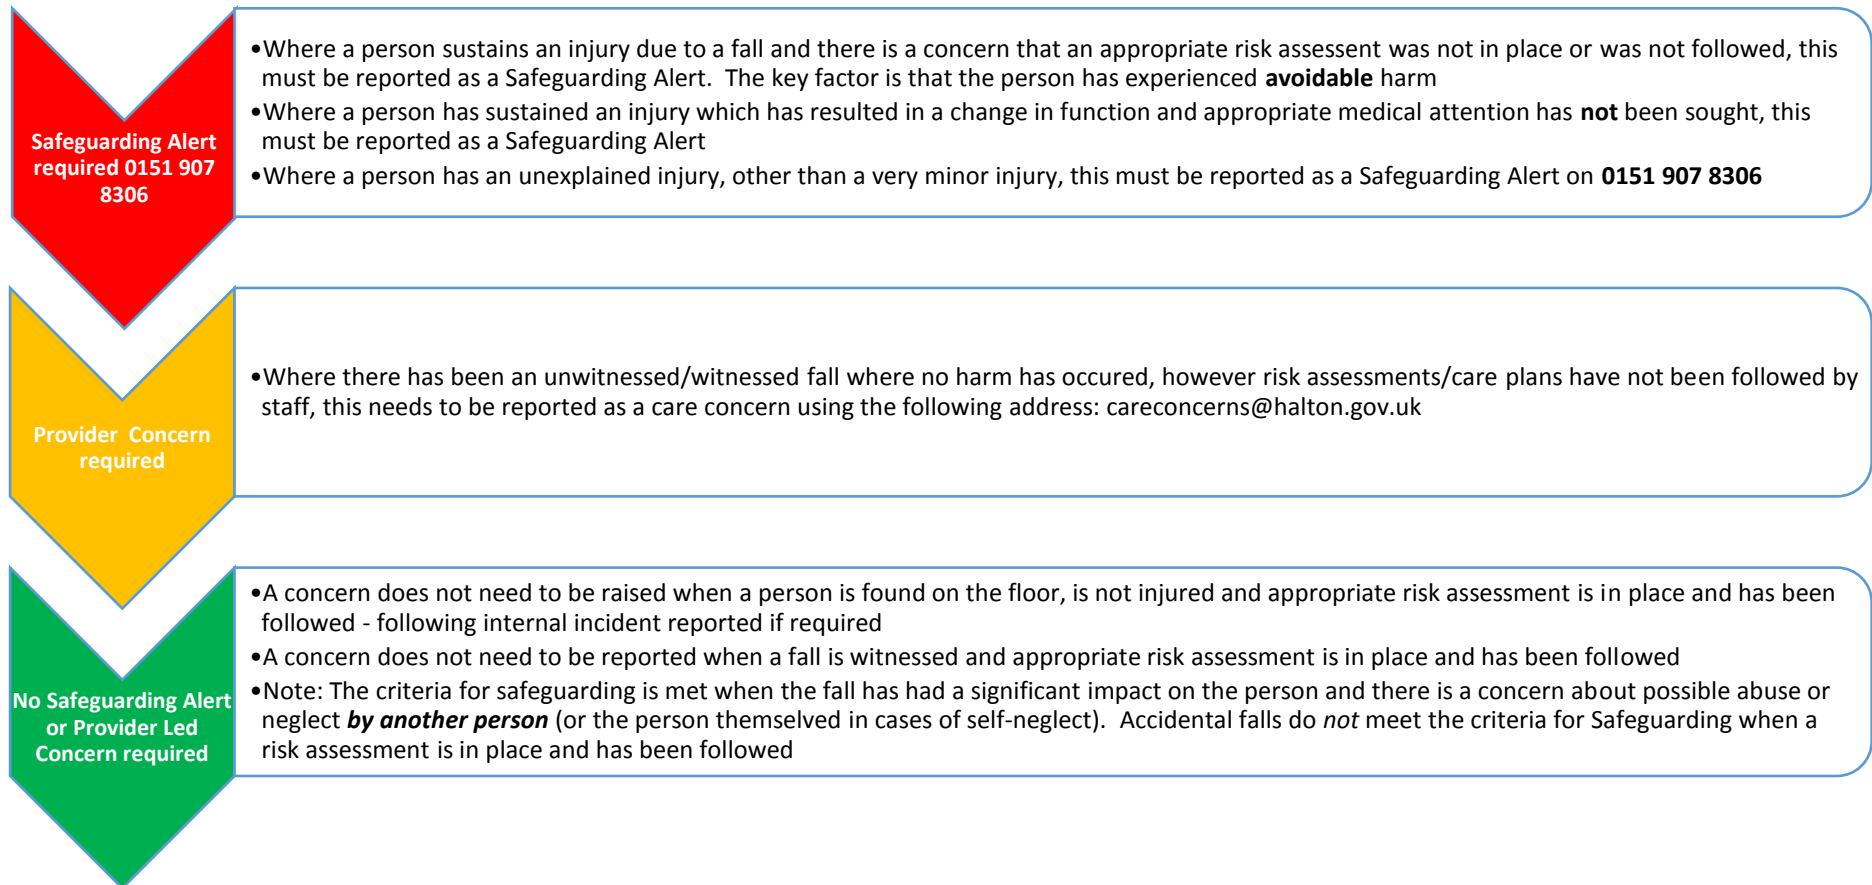 Safeguarding Alert
required 0151 907
8306
•Where a person sustains an injury due to a fall and there is a concern that an appropriate risk assessent was not in place or was not followed, this
must be reported as a Safeguarding Alert.  The key factor is that the person has experienced avoidable harm
•Where a person has sustained an injury which has resulted in a change in function and appropriate medical attention has not been sought, this
must be reported as a Safeguarding Alert
•Where a person has an unexplained injury, other than a very minor injury, this must be reported as a Safeguarding Alert on 0151 907 8306
Provider  Concern
required
•Where there has been an unwitnessed/witnessed fall where no harm has occured, however risk assessments/care plans have not been followed by
staff, this needs to be reported as a care concern using the following address: careconcerns@halton.gov.uk
No Safeguarding Alert
or Provider Led
Concern required
•A concern does not need to be raised when a person is found on the floor, is not injured and appropriate risk assessment is in place and has been
followed - following internal incident reported if required
•A concern does not need to be reported when a fall is witnessed and appropriate risk assessment is in place and has been followed
•Note: The criteria for safeguarding is met when the fall has had a significant impact on the person and there is a concern about possible abuse or
neglect by another person (or the person themselved in cases of self-neglect).  Accidental falls do not meet the criteria for Safeguarding when a
risk assessment is in place and has been followed